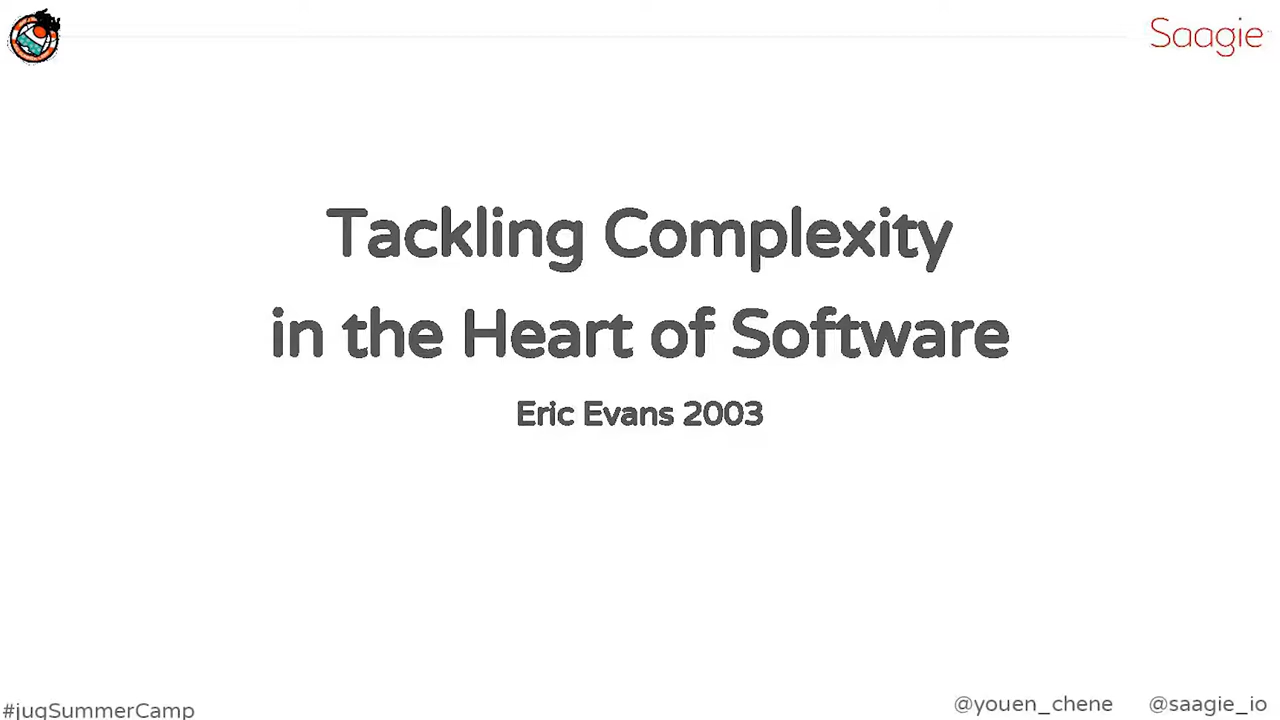 Saagie
Tackling Complexity
in the Heart of Software
Eric Evans 2003
#jugSummerCamp
@youen_chene @saagie_io